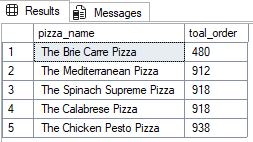 Results Messages
pizza_name toal_order
1 The Brie Carre Pizza 480
2 The Mediterranean Pizza 912
3 The Spinach Supreme Pizza 918
4 The Calabrese Pizza 918
5 The Chicken Pesto Pizza 938